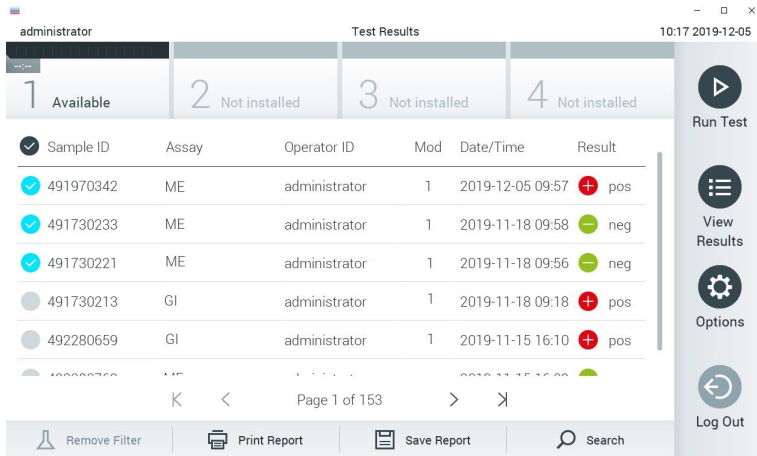 administrator Test Results 10:17 2019-12-05
--:--
1 Available 2 Not installed 3 Not installed 4 Not installed
Run Test
Sample ID Assay Operator ID Mod Date/Time Result
491970342 ME administrator 1 2019-12-05 09:57 pos
491730233 ME administrator 1 2019-11-18 09:58 neg
491730221 ME administrator 1 2019-11-18 09:56 neg
491730213 GI administrator 1 2019-11-18 09:18 pos
492280659 GI administrator 1 2019-11-15 16:10 pos
View
Results
Options
Page 1 of 153
Log Out
Remove Filter Print Report Save Report Search